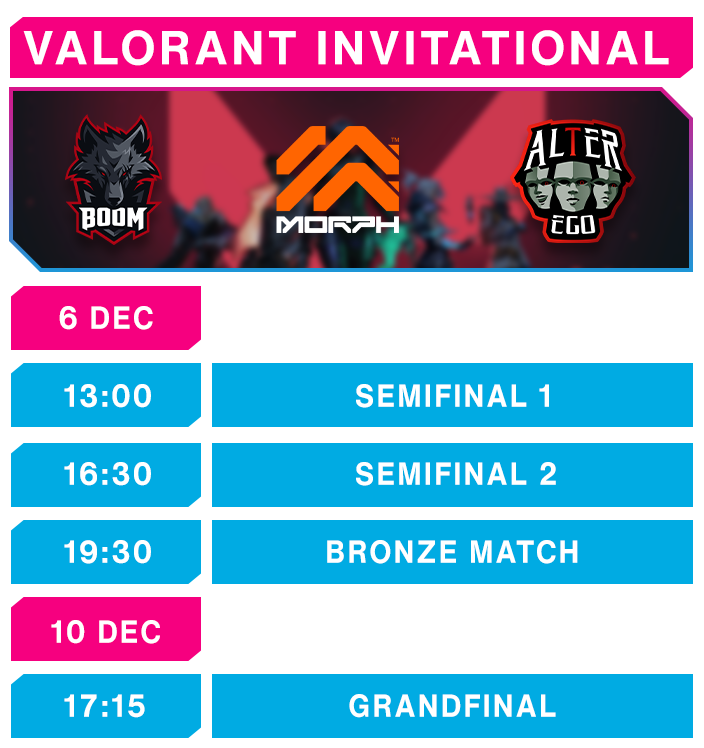 VALORANT INVITATIONAL
BOOM
MORPH™
ALTER
EGO
6 DEC
13:00 SEMIFINAL 1
16:30 SEMIFINAL 2
19:30 BRONZE MATCH
10 DEC
17:15 GRANDFINAL